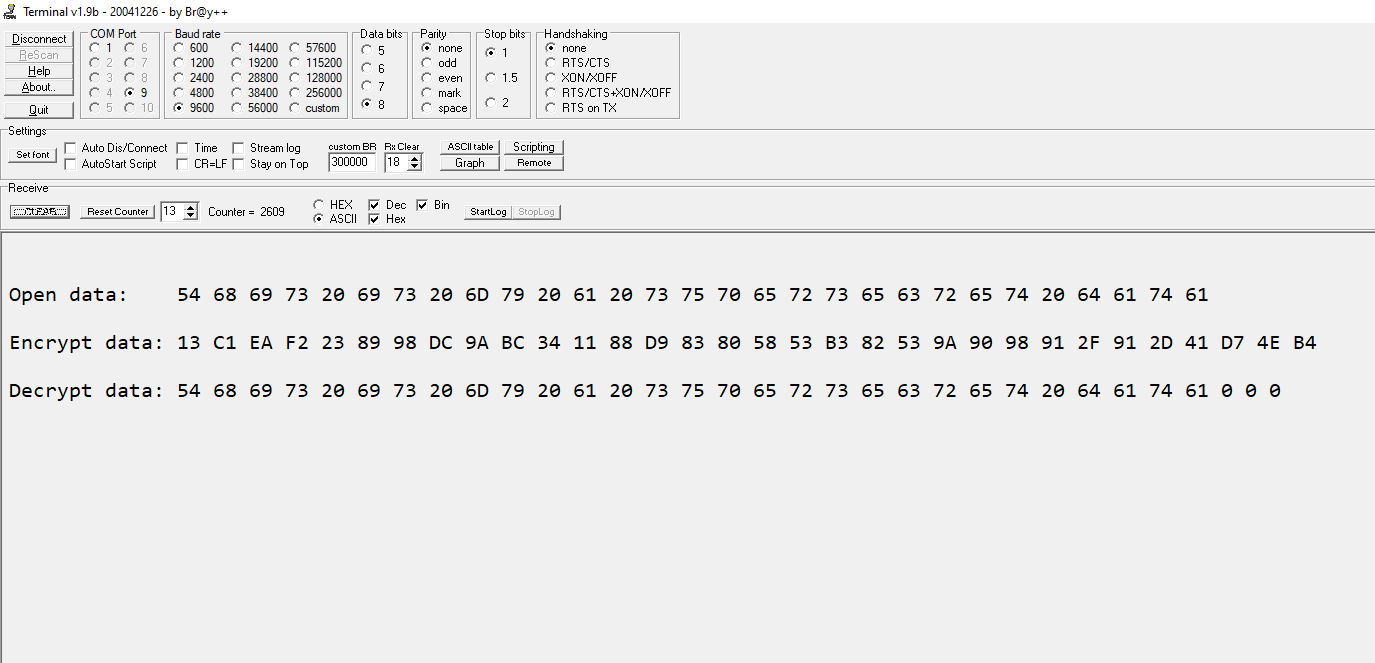 Terminal v1.9b - 20041226 - by Br@y++
Disconnect
ReScan
Help
About..
Quit
COM Port
1 6
2 7
3 8
4 9
5 10
Baud rate
600 14400 57600
1200 19200 115200
2400 28800 128000
4800 38400 256000
9600 56000 custom
Data bits
5
6
7
8
Parity
none
odd
even
mark
space
Stop bits
1
1.5
2
Handshaking
none
RTS/CTS
XON/XOFF
RTS/CTS+XON/XOFF
RTS on TX
Settings
Set font
Auto Dis/Connect Time Stream log
AutoStart Script CR=LF Stay on Top
custom BR Rx Clear
300000 18
ASCII table Scripting
Graph Remote
Receive
CLEAR Reset Counter 13 Counter = 2609
HEX Dec Bin
ASCII Hex
StartLog StopLog
Open data: 54 68 69 73 20 69 73 20 6D 79 20 61 20 73 75 70 65 72 73 65 63 72 65 74 20 64 61 74 61
Encrypt data: 13 C1 EA F2 23 89 98 DC 9A BC 34 11 88 D9 83 80 58 53 B3 82 53 9A 90 98 91 2F 91 2D 41 D7 4E B4
Decrypt data: 54 68 69 73 20 69 73 20 6D 79 20 61 20 73 75 70 65 72 73 65 63 72 65 74 20 64 61 74 61 0 0 0